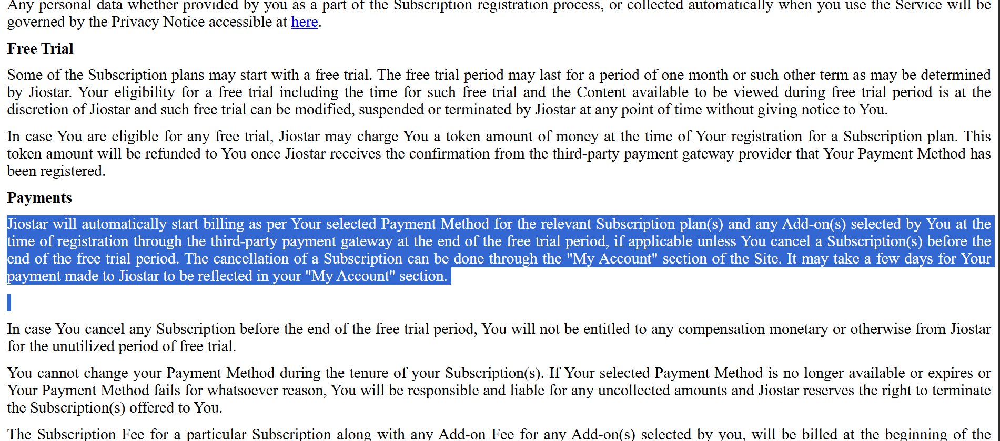 Any personal data whether provided by you as a part of the Subscription registration process, or collected automatically when you use the Service will be
governed by the Privacy Notice accessible at here.
Free Trial
Some of the Subscription plans may start with a free trial. The free trial period may last for a period of one month or such other term as may be determined
by Jiostar. Your eligibility for a free trial including the time for such free trial and the Content available to be viewed during free trial period is at the
discretion of Jiostar and such free trial can be modified, suspended or terminated by Jiostar at any point of time without giving notice to You.
In case You are eligible for any free trial, Jiostar may charge You a token amount of money at the time of Your registration for a Subscription plan. This
token amount will be refunded to You once Jiostar receives the confirmation from the third-party payment gateway provider that Your Payment Method has
been registered.
Payments
Jiostar will automatically start billing as per Your selected Payment Method for the relevant Subscription plan(s) and any Add-on(s) selected by You at the
time of registration through the third-party payment gateway at the end of the free trial period, if applicable unless You cancel a Subscription(s) before the
end of the free trial period. The cancellation of a Subscription can be done through the "My Account" section of the Site. It may take a few days for Your
payment made to Jiostar to be reflected in your "My Account" section.
In case You cancel any Subscription before the end of the free trial period, You will not be entitled to any compensation monetary or otherwise from Jiostar
for the unutilized period of free trial.
You cannot change your Payment Method during the tenure of your Subscription(s). If Your selected Payment Method is no longer available or expires or
Your Payment Method fails for whatsoever reason, You will be responsible and liable for any uncollected amounts and Jiostar reserves the right to terminate
the Subscription(s) offered to You.
The Subscription Fee for a particular Subscription along with any Add-on Fee for any Add-on(s) selected by you, will be billed at the beginning of the